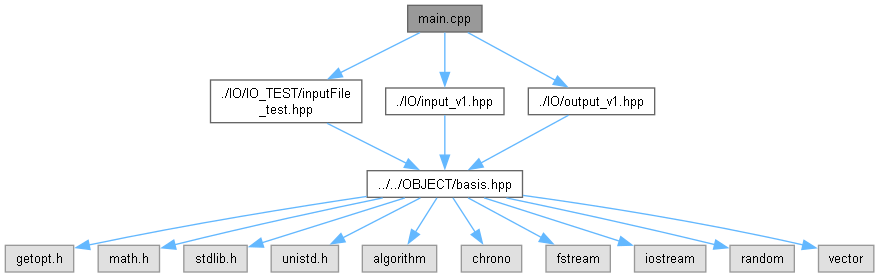 main.cpp
./IO/IO_TEST/inputFile
_test.hpp
./IO/input_v1.hpp
./IO/output_v1.hpp
../../OBJECT/basis.hpp
getopt.h
math.h
stdlib.h
unistd.h
algorithm
chrono
fstream
iostream
random
vector